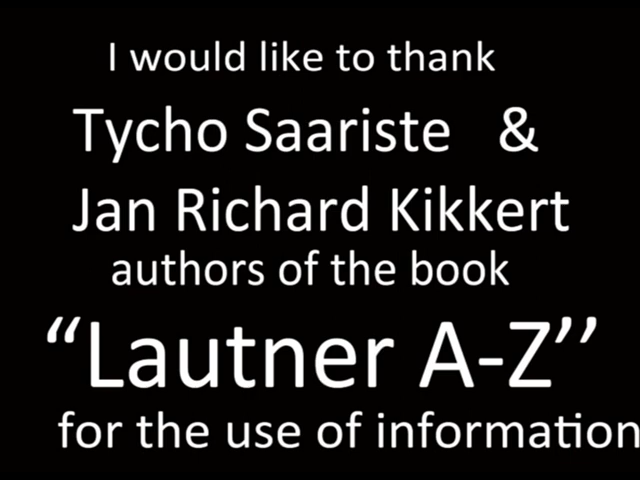 I would like to thank
Tycho Saariste &
Jan Richard Kikkert
authors of the book
“Lautner A-Z’’
for the use of information